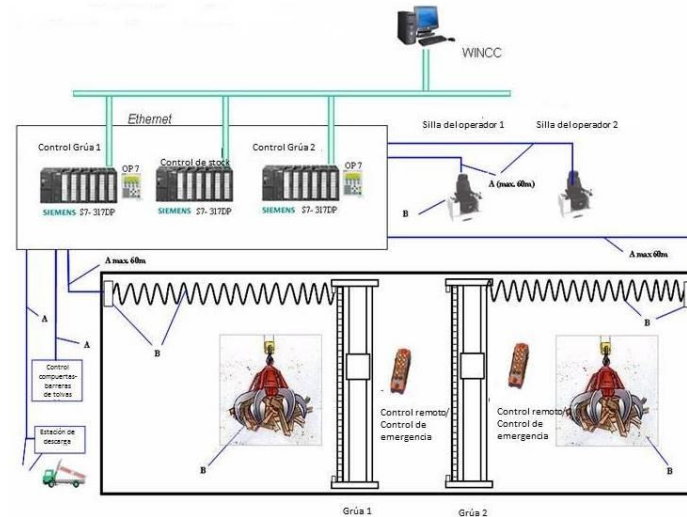 WINCC
Ethernet
Silla del operador 1
Silla del operador 2
Control Grúa 1
OP 7
Control de stock
Control Grúa 2
OP 7
SIEMENS S7-317DP
SIEMENS S7-317DP
SIEMENS S7-317DP
A (max. 60m)
B
A max. 60m
A max 60m
A
A
B
B
Control
compuertas-
barreras
de tolvas
Estación de
descarga
Control remoto/
Control de
emergencia
Control remoto/
Control de
emergencia
B
B
Grúa 1
Grúa 2